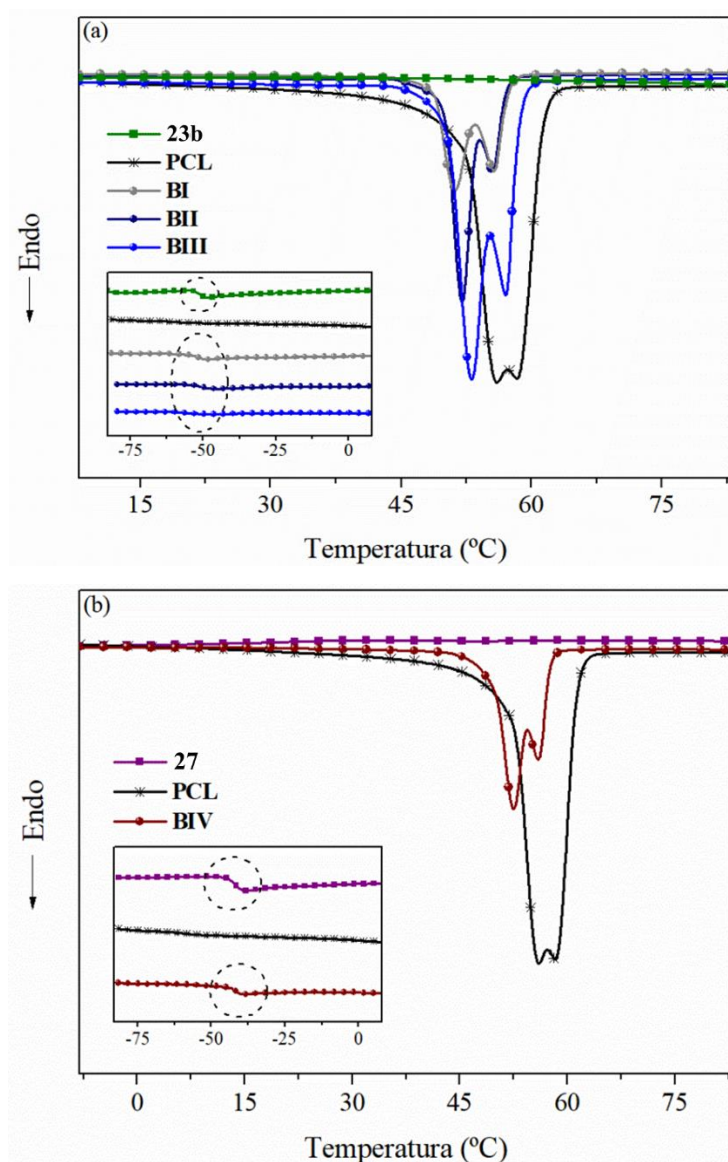 (a)
23b
PCL
BI
BII
BIII
Endo
-75 -50 -25 0
15 30 45 60 75
Temperatura (ºC)
(b)
27
PCL
BIV
Endo
-75 -50 -25 0
0 15 30 45 60 75
Temperatura (ºC)